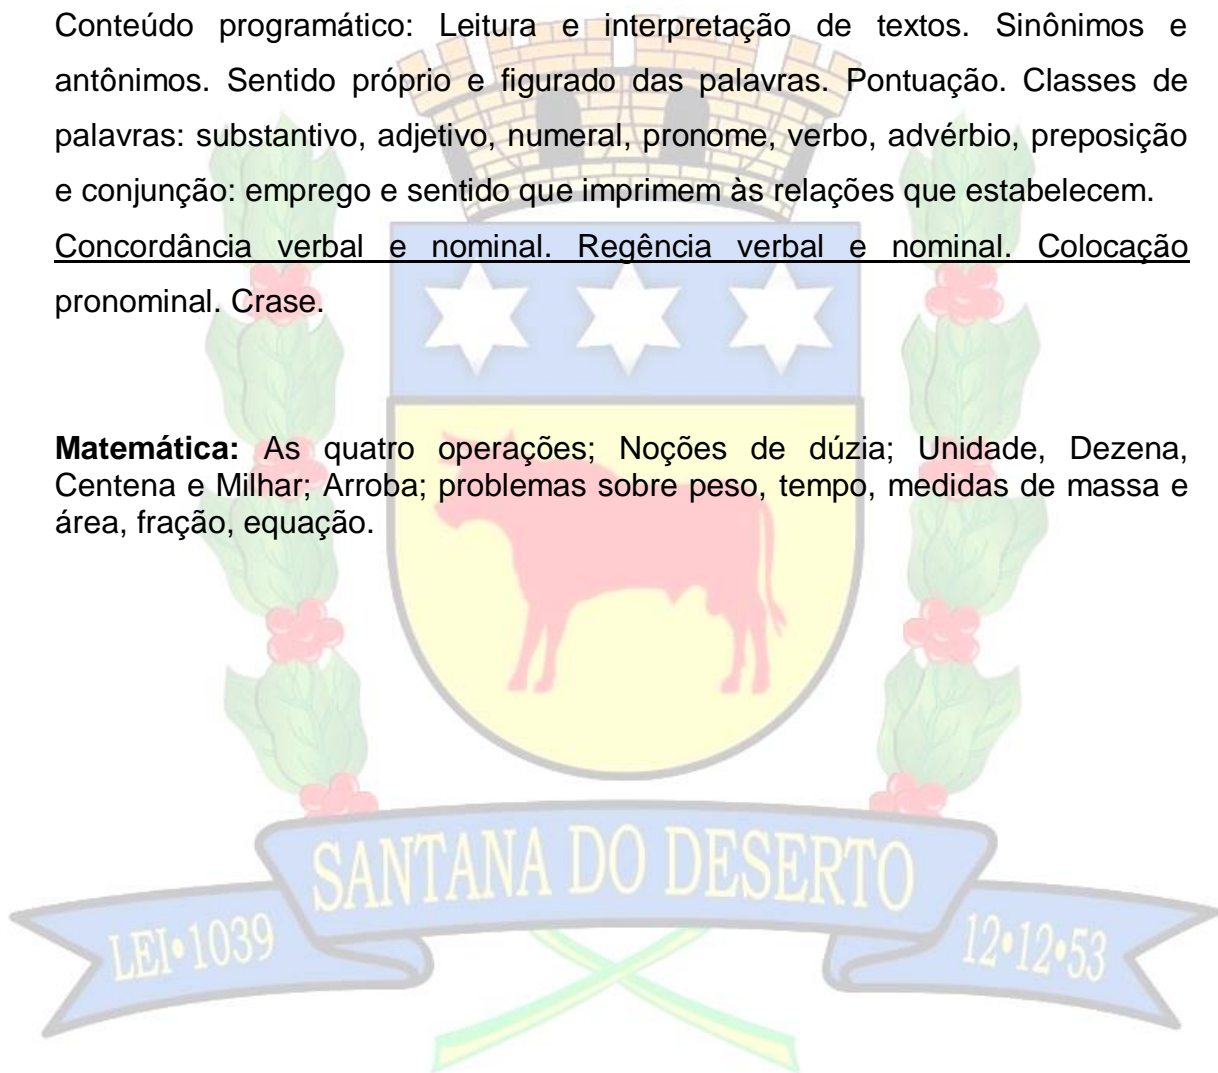 Conteúdo programático: Leitura e interpretação de textos. Sinônimos e
antônimos. Sentido próprio e figurado das palavras. Pontuação. Classes de
palavras: substantivo, adjetivo, numeral, pronome, verbo, advérbio, preposição
e conjunção: emprego e sentido que imprimem às relações que estabelecem.
Concordância verbal e nominal. Regência verbal e nominal. Colocação
pronominal. Crase.
Matemática: As quatro operações; Noções de dúzia; Unidade, Dezena,
Centena e Milhar; Arroba; problemas sobre peso, tempo, medidas de massa e
área, fração, equação.
SANTANA DO DESERTO
LEI•1039
12•12•53